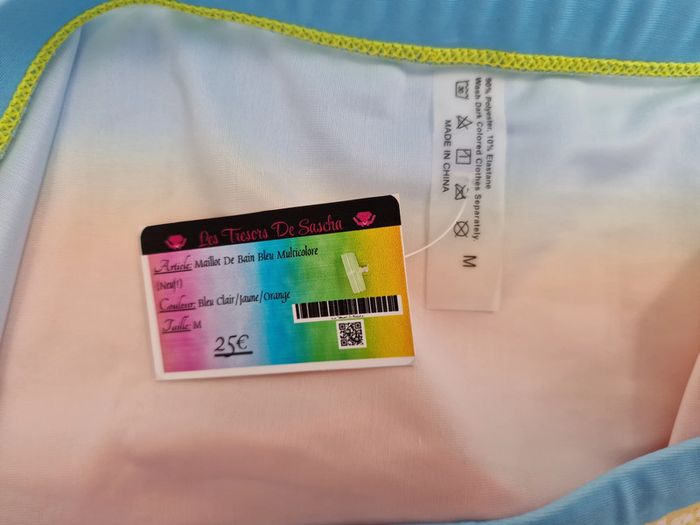 Les Tresors De Sascha
Article: Maillot De Bain Bleu Multicolore
(Neuf!)
Couleur: Bleu Clair/Jaune/Orange
Taille: M
25€
90% Polyester, 10% Elastane
Wash Dark Colored Clothes Separately.
MADE IN CHINA
M